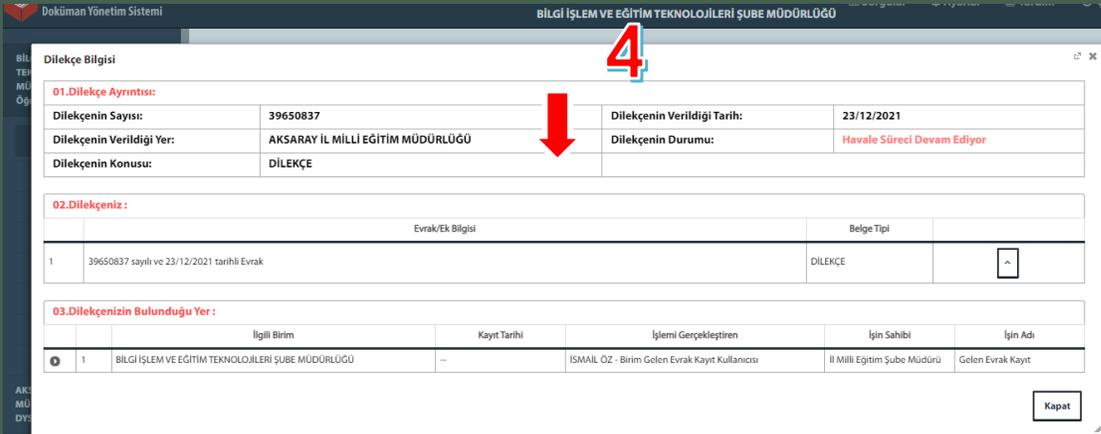 Doküman Yönetim Sistemi
BİLGİ İŞLEM VE EĞİTİM TEKNOLOJİLERİ ŞUBE MÜDÜRLÜĞÜ
4
Dilekçe Bilgisi
01.Dilekçe Ayrıntısı:
Dilekçenin Sayısı: 39650837 Dilekçenin Verildiği Tarih: 23/12/2021
Dilekçenin Verildiği Yer: AKSARAY İL MİLLİ EĞİTİM MÜDÜRLÜĞÜ Dilekçenin Durumu: Havale Süreci Devam Ediyor
Dilekçenin Konusu: DİLEKÇE
02.Dilekçeniz :
Evrak/Ek Bilgisi Belge Tipi
1 39650837 sayılı ve 23/12/2021 tarihli Evrak DİLEKÇE
03.Dilekçenizin Bulunduğu Yer :
İlgili Birim Kayıt Tarihi İşlemi Gerçekleştiren İşin Sahibi İşin Adı
1 BİLGİ İŞLEM VE EĞİTİM TEKNOLOJİLERİ ŞUBE MÜDÜRLÜĞÜ -- İSMAİL ÖZ - Birim Gelen Evrak Kayıt Kullanıcısı İl Milli Eğitim Şube Müdürü Gelen Evrak Kayıt
Kapat